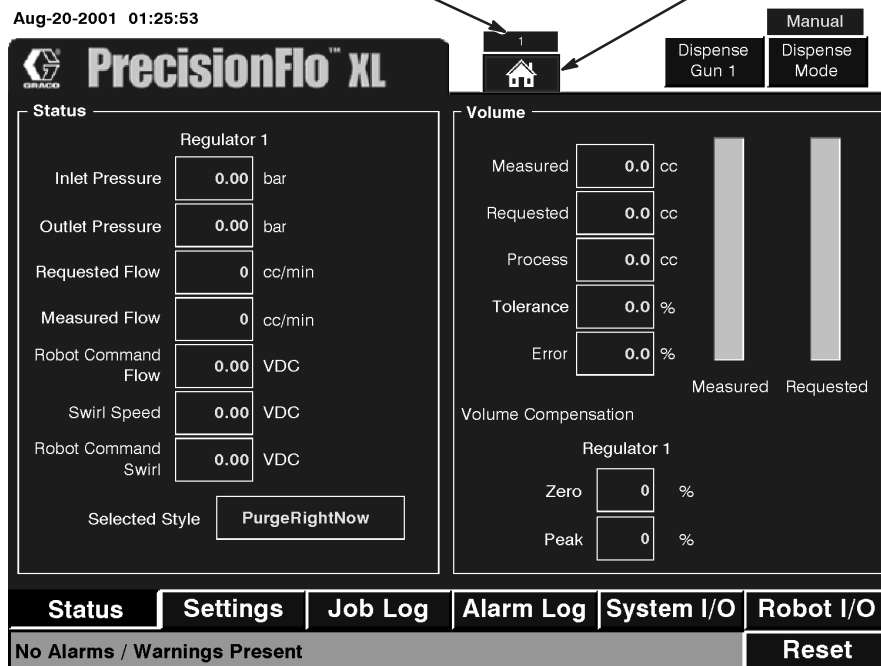 Aug-20-2001 01:25:53
Manual
1
Dispense Gun 1
Dispense Mode
GRACO
PrecisionFlo™ XL
Status
Regulator 1
Inlet Pressure 0.00 bar
Outlet Pressure 0.00 bar
Requested Flow 0 cc/min
Measured Flow 0 cc/min
Robot Command
Flow 0.00 VDC
Swirl Speed 0.00 VDC
Robot Command
Swirl 0.00 VDC
Selected Style PurgeRightNow
Volume
Measured 0.0 cc
Requested 0.0 cc
Process 0.0 cc
Tolerance 0.0 %
Error 0.0 %
Measured Requested
Volume Compensation
Regulator 1
Zero 0 %
Peak 0 %
Status Settings Job Log Alarm Log System I/O Robot I/O
No Alarms / Warnings Present Reset